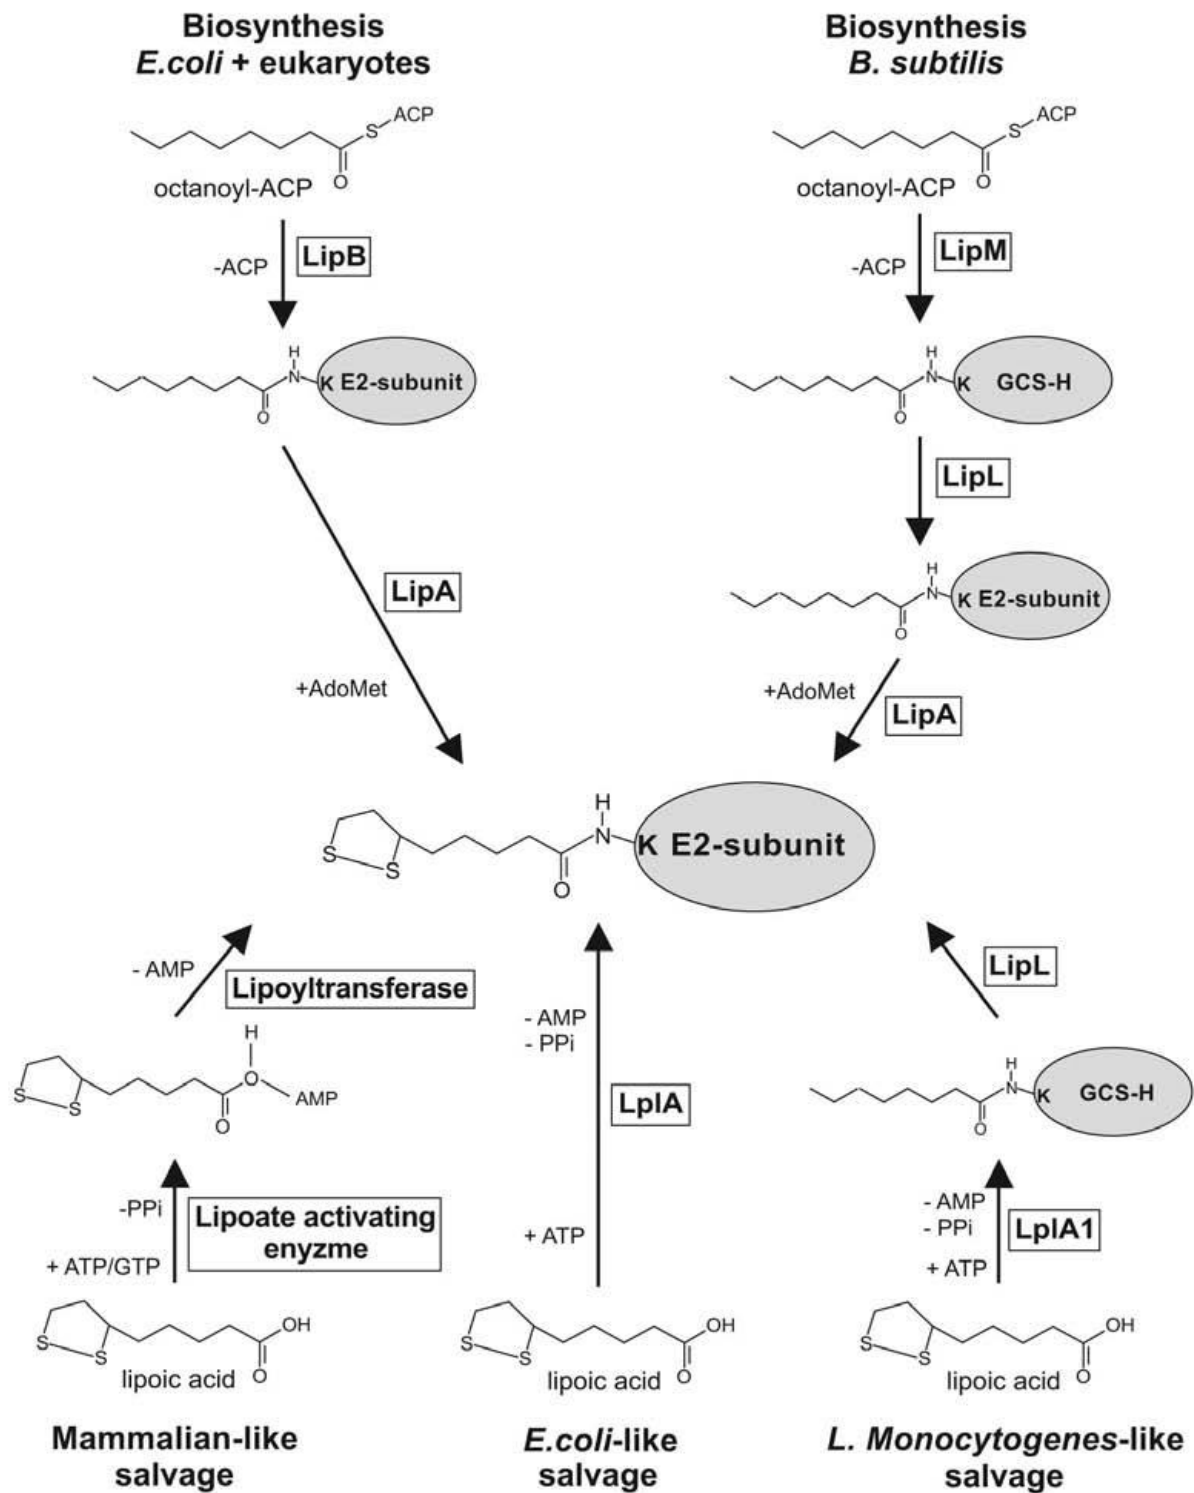 Biosynthesis
E.coli + eukaryotes
Biosynthesis
B. subtilis
S
ACP
O
octanoyl-ACP
S
ACP
O
octanoyl-ACP
-ACP
LipB
-ACP
LipM
H
N
K E2-subunit
O
H
N
K GCS-H
O
LipL
LipA
+AdoMet
H
N
K E2-subunit
O
+AdoMet
LipA
H
N
K E2-subunit
S
S
O
- AMP
Lipoyltransferase
- AMP
- PPi
LplA
+ ATP
LipL
H
O
AMP
S
S
O
H
N
K GCS-H
O
-PPi
Lipoate activating
enyzme
+ ATP/GTP
- AMP
- PPi
LplA1
+ ATP
OH
S
S
O
lipoic acid
OH
S
S
O
lipoic acid
OH
S
S
O
lipoic acid
Mammalian-like
salvage
E.coli-like
salvage
L. Monocytogenes-like
salvage